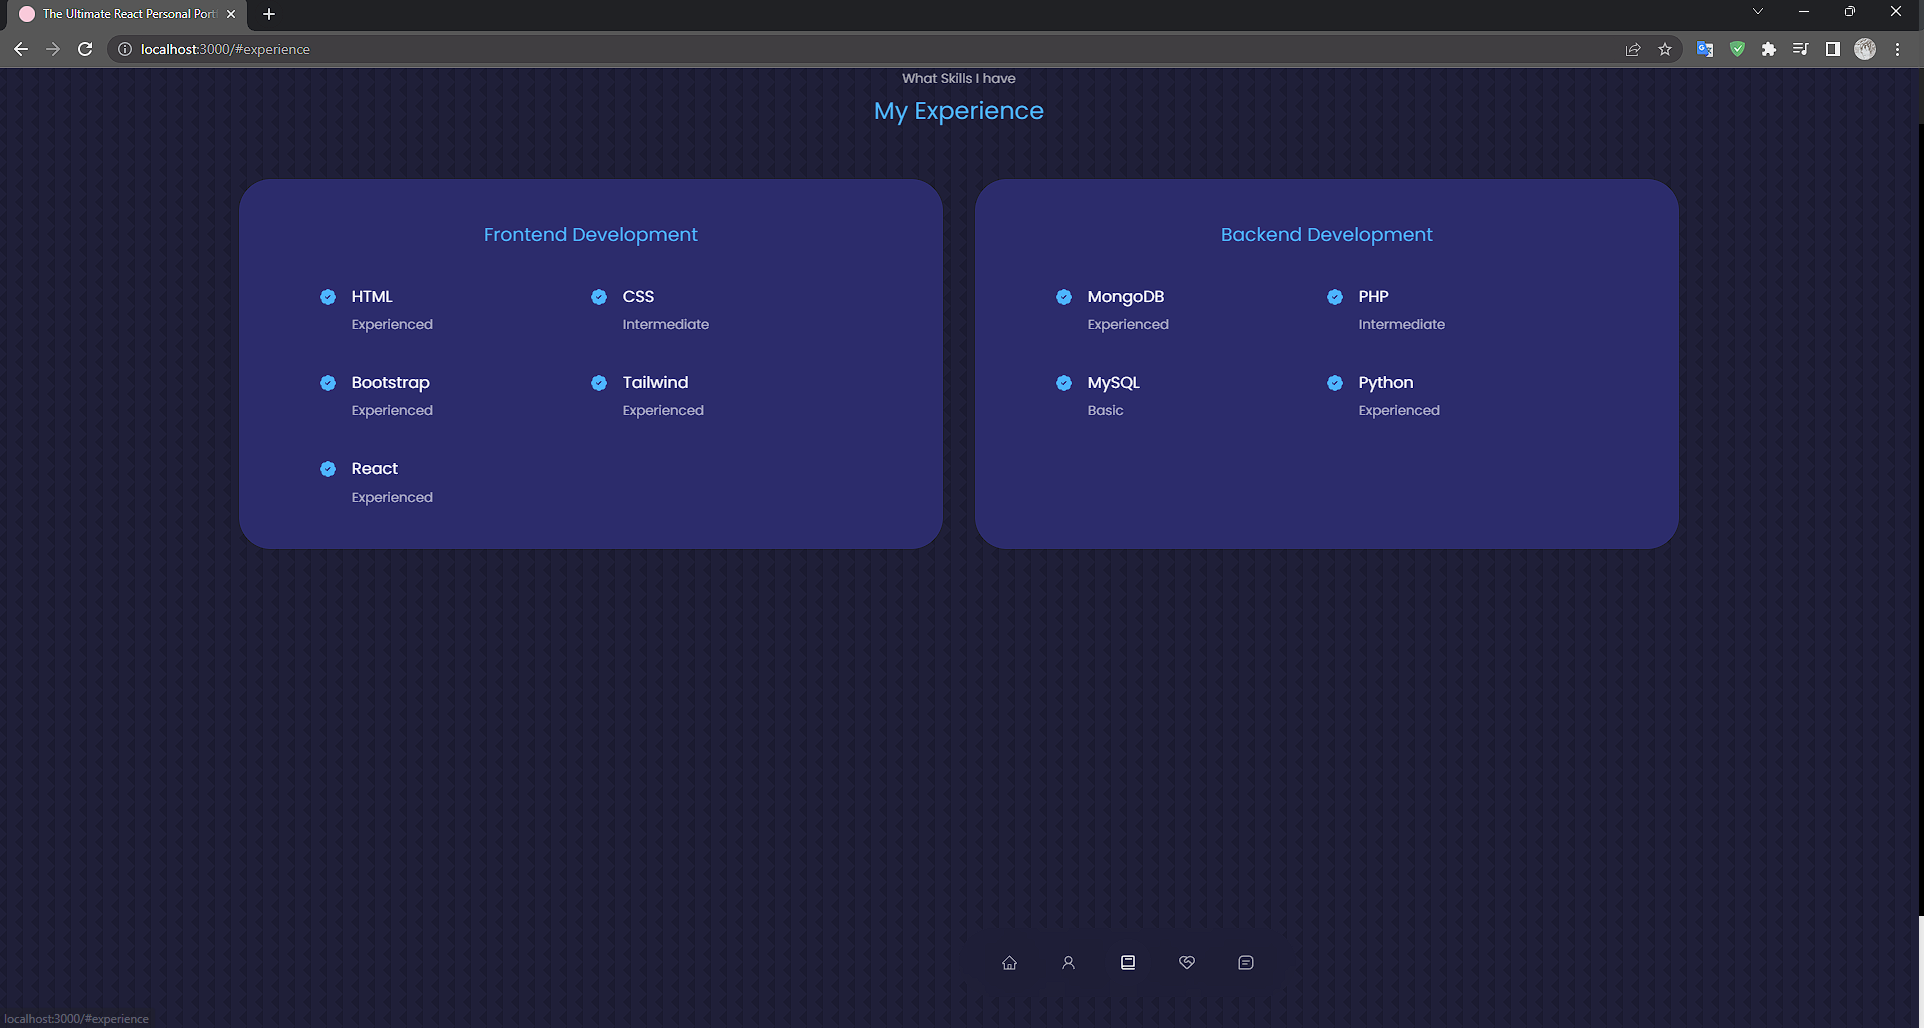 The Ultimate React Personal Port
localhost:3000/#experience
What Skills I have
My Experience
Frontend Development
HTML
Experienced
CSS
Intermediate
Bootstrap
Experienced
Tailwind
Experienced
React
Experienced
Backend Development
MongoDB
Experienced
PHP
Intermediate
MySQL
Basic
Python
Experienced
localhost:3000/#experience